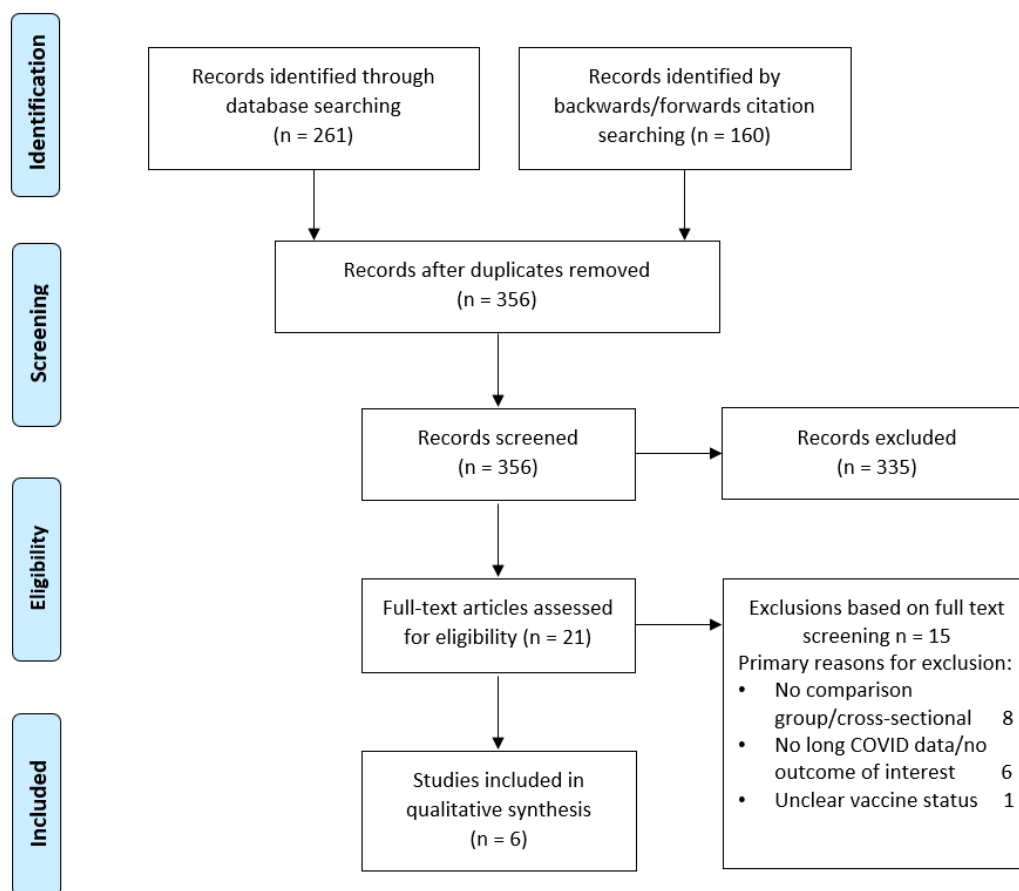 Identification
Records identified through
database searching
(n = 261)
Records identified by
backwards/forwards citation
searching (n = 160)
Screening
Records after duplicates removed
(n = 356)
Records screened
(n = 356)
Records excluded
(n = 335)
Eligibility
Full-text articles assessed
for eligibility (n = 21)
Exclusions based on full text
screening n = 15
Primary reasons for exclusion:
• No comparison
group/cross-sectional 8
• No long COVID data/no
outcome of interest 6
• Unclear vaccine status 1
Included
Studies included in
qualitative synthesis
(n = 6)